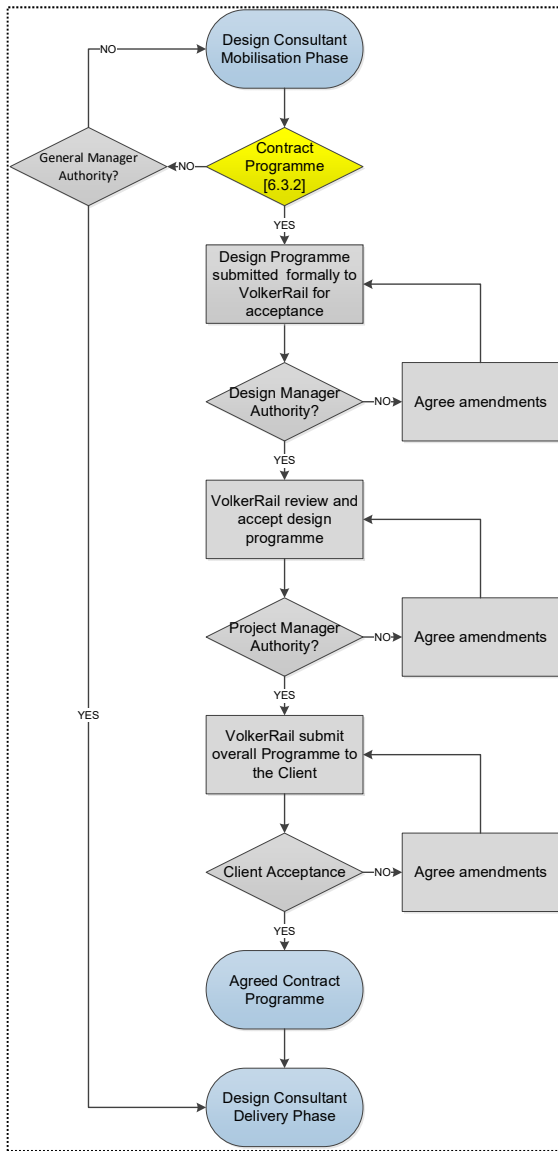 Design Consultant
Mobilisation Phase
NO
General Manager
Authority?
NO
Contract
Programme
[6.3.2]
YES
Design Programme
submitted formally to
VolkerRail for
acceptance
Design Manager
Authority?
NO
Agree amendments
YES
VolkerRail review and
accept design
programme
Project Manager
Authority?
NO
Agree amendments
YES
YES
VolkerRail submit
overall Programme to
the Client
Client Acceptance
NO
Agree amendments
YES
Agreed Contract
Programme
Design Consultant
Delivery Phase